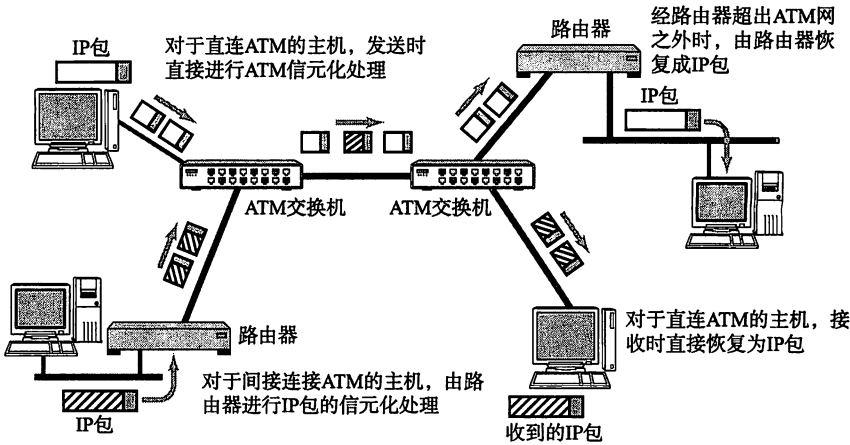 IP包
对于直连ATM的主机，发送时
直接进行ATM信元化处理
路由器
经路由器超出ATM网
之外时，由路由器恢
复成IP包
IP包
ATM交换机
ATM交换机
路由器
对于间接连接ATM的主机，由路
由器进行IP包的信元化处理
IP包
对于直连ATM的主机，接
收时直接恢复为IP包
收到的IP包